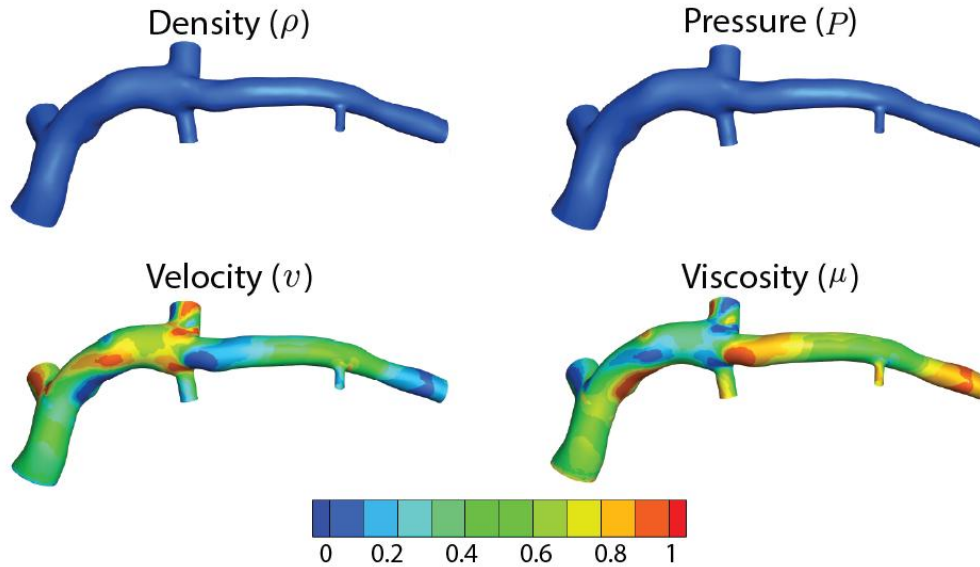 Density (ρ)
Pressure (P)
Velocity (v)
Viscosity (μ)
0 0.2 0.4 0.6 0.8 1